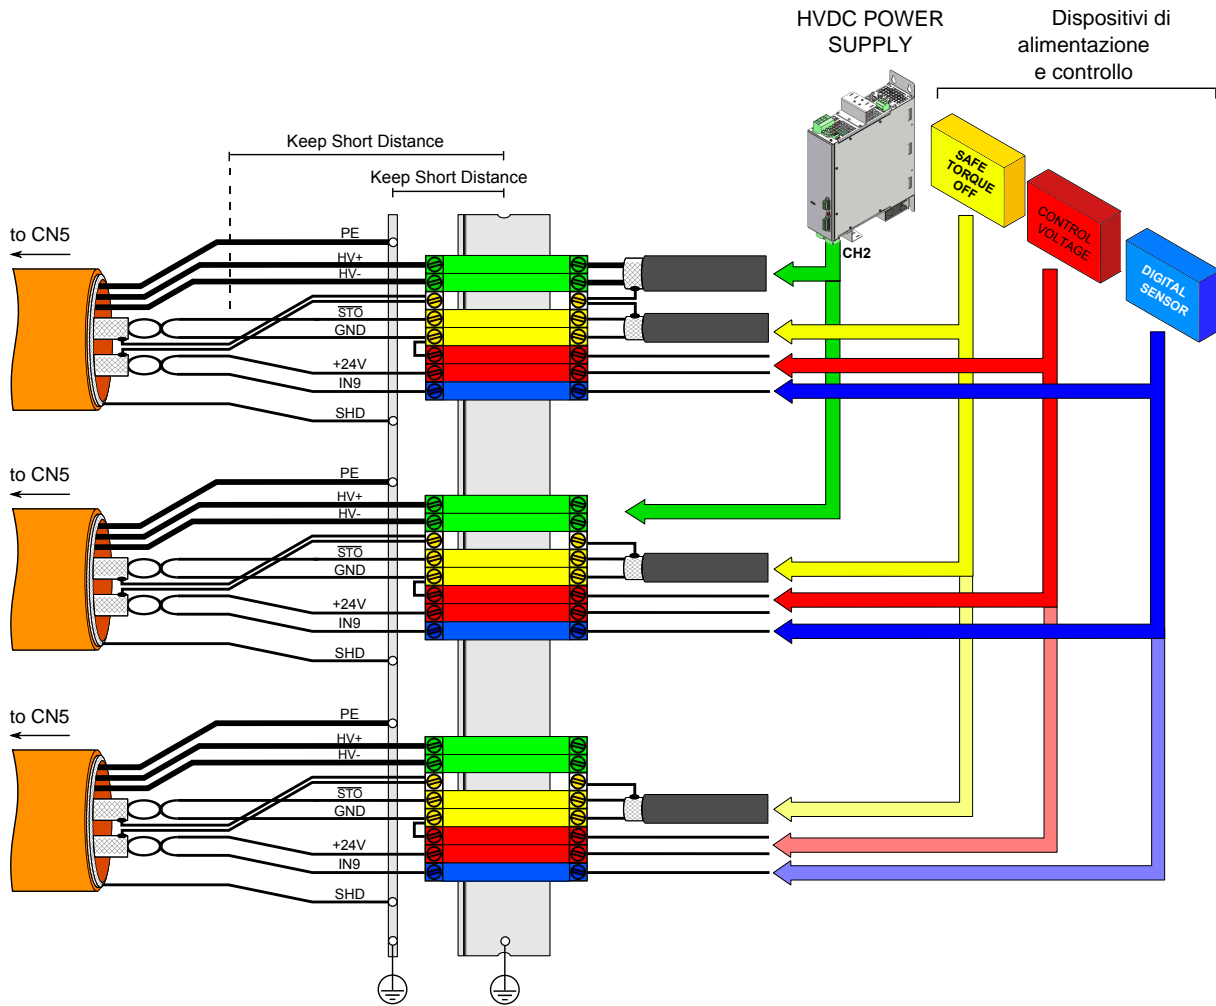 HVDC POWER
SUPPLY
Dispositivi di
alimentazione
e controllo
SAFE
TORQUE
OFF
CONTROL
VOLTAGE
DIGITAL
SENSOR
CH2
Keep Short Distance
Keep Short Distance
to CN5
PE
HV+
HV-
STO
GND
+24V
IN9
SHD
to CN5
PE
HV+
HV-
STO
GND
+24V
IN9
SHD
to CN5
PE
HV+
HV-
STO
GND
+24V
IN9
SHD